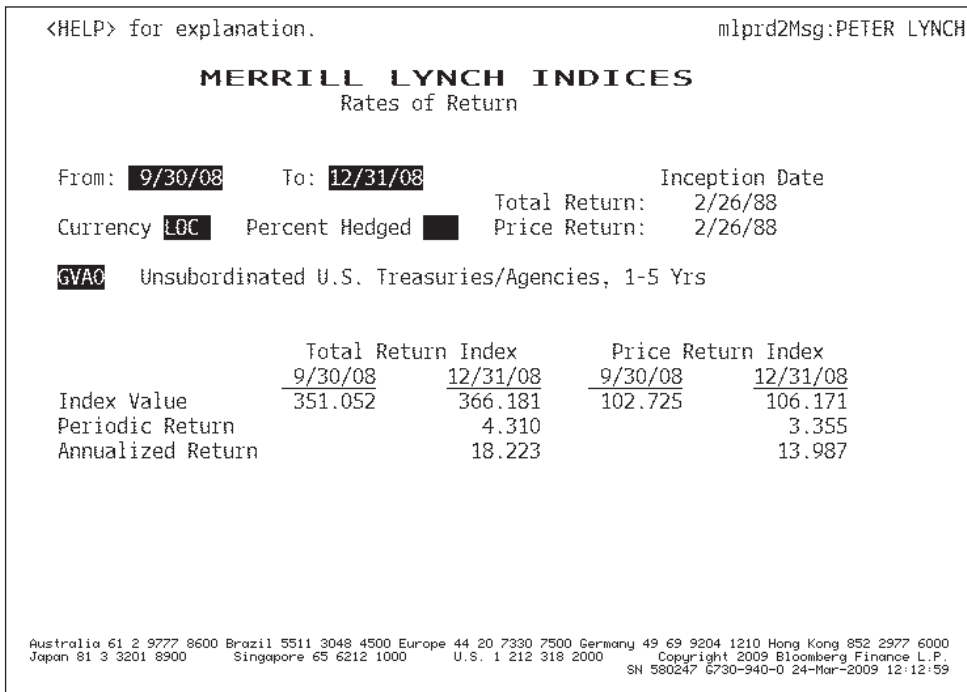 <HELP> for explanation. mlprd2Msg:PETER LYNCH
MERRILL LYNCH INDICES
Rates of Return
From: 9/30/08 To: 12/31/08 Inception Date
Total Return: 2/26/88
Currency LOC Percent Hedged Price Return: 2/26/88
GVA0 Unsubordinated U.S. Treasuries/Agencies, 1-5 Yrs
Total Return Index Price Return Index
9/30/08 12/31/08 9/30/08 12/31/08
Index Value 351.052 366.181 102.725 106.171
Periodic Return 4.310 3.355
Annualized Return 18.223 13.987
Australia 61 2 9777 8600 Brazil 5511 3048 4500 Europe 44 20 7330 7500 Germany 49 69 9204 1210 Hong Kong 852 2977 6000
Japan 81 3 3201 8900 Singapore 65 6212 1000 U.S. 1 212 318 2000 Copyright 2009 Bloomberg Finance L.P.
SN 580247 G730-940-0 24-Mar-2009 12:12:59